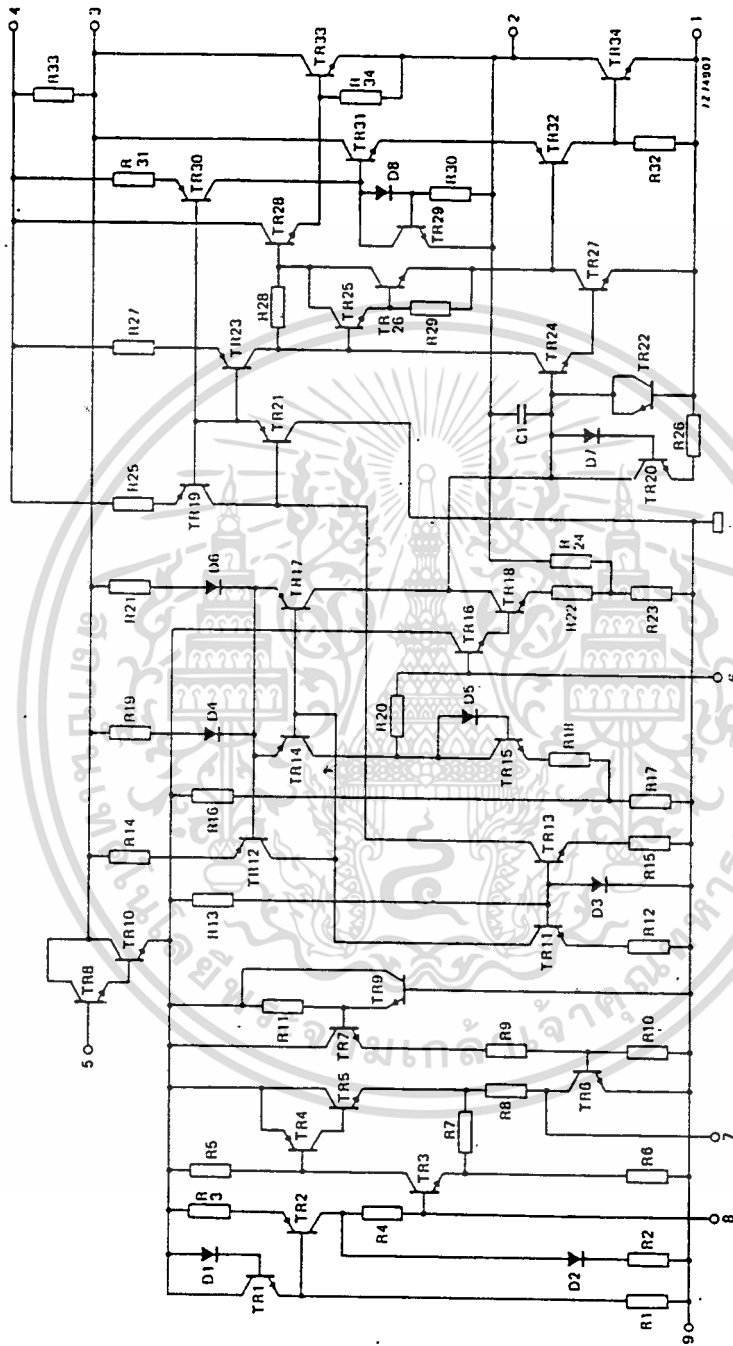 4
3
2
1
R33
TR33
R
34
TR34
7Z74907
R
31
TR30
TR31
D8
R30
TR29
TR32
R32
TR28
R27
TR23
R28
TR25
TR
26
R29
TR24
TR27
TR22
R25
TR19
TR21
C1
D7
TR20
R26
R21
D6
TR17
R
24
TR16
TR18
R22
R23
6
R19
D4
TR14
R20
D5
TR15
R18
R17
R16
R14
TR12
R13
TR13
R15
D3
TR11
R12
TR8
TR10
5
R11
TR9
TR7
R9
R10
TR6
TR5
R8
7
TR4
R5
R7
TR3
R6
R
3
TR2
R4
8
D1
TR1
D2
R2
R1
9